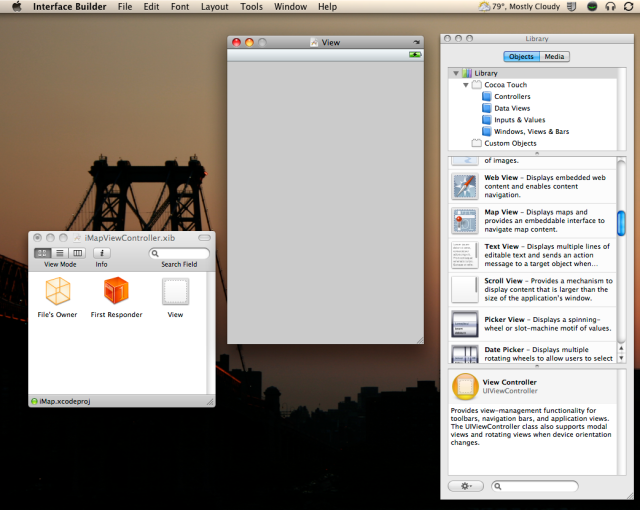 Interface Builder File Edit Font Layout Tools Window Help 79°, Mostly Cloudy
View
iMapViewController.xib
View Mode Info Search Field
File's Owner First Responder View
iMap.xcodeproj
Library
Objects Media
Library
Cocoa Touch
Controllers
Data Views
Inputs & Values
Windows, Views & Bars
Custom Objects
of images.
Web View – Displays embedded web
content and enables content
navigation.
Map View – Displays maps and
provides an embeddable interface to
navigate map content.
Text View – Displays multiple lines of
editable text and sends an action
message to a target object when...
Scroll View – Provides a mechanism to
display content that is larger than the
size of the application's window.
Picker View – Displays a spinning-
wheel or slot-machine motif of values.
Date Picker – Displays multiple
rotating wheels to allow users to select
View Controller
UIViewController
Provides view-management functionality for
toolbars, navigation bars, and application views.
The UIViewController class also supports modal
views and rotating views when device orientation
changes.